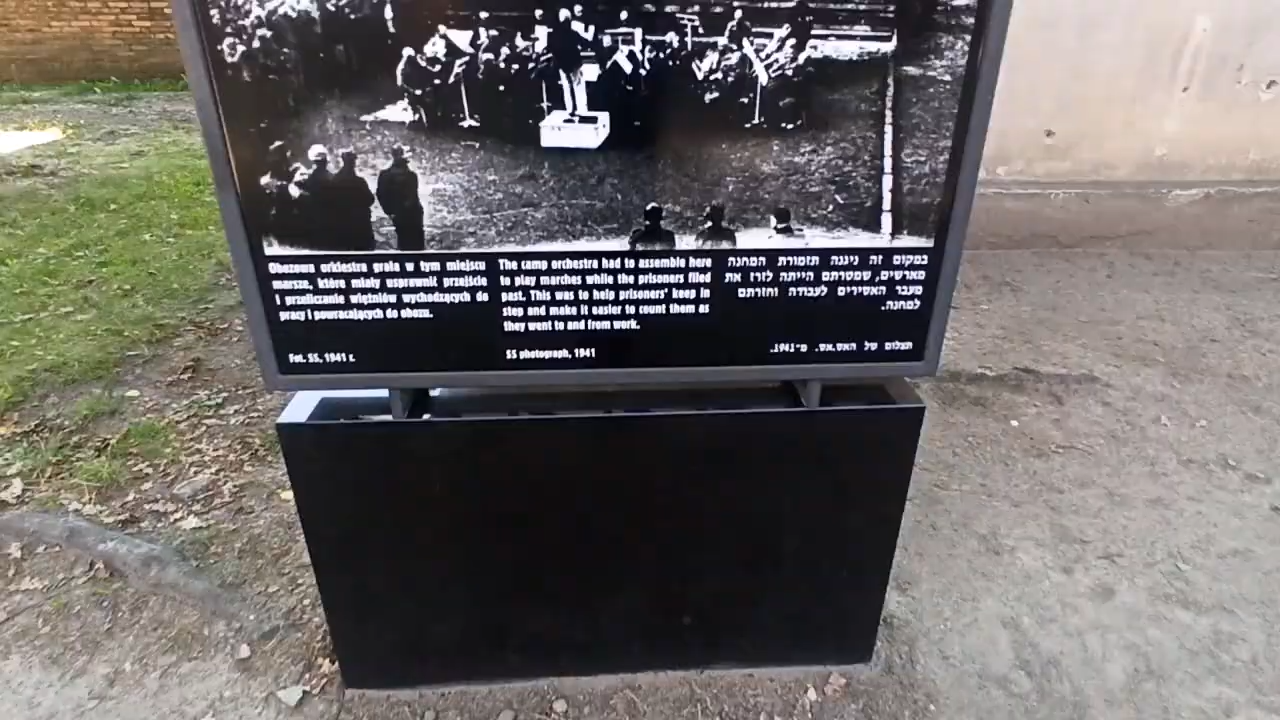 Obozowa orkiestra grała w tym miejscu
marsze, które miały usprawnić przejście
i przeliczanie więźniów wychodzących do
pracy i powracających do obozu.
Fot. SS, 1941 r.
The camp orchestra had to assemble here
to play marches while the prisoners filed
past. This was to help prisoners' keep in
step and make it easier to count them as
they went to and from work.
SS photograph, 1941
במקום זה ניגנה תזמורת המחנה
מארשים, שמטרתם הייתה לזרז את
מעבר האסירים לעבודה וחזרתם
למחנה.
תצלום של האס.אס. מ־1941.